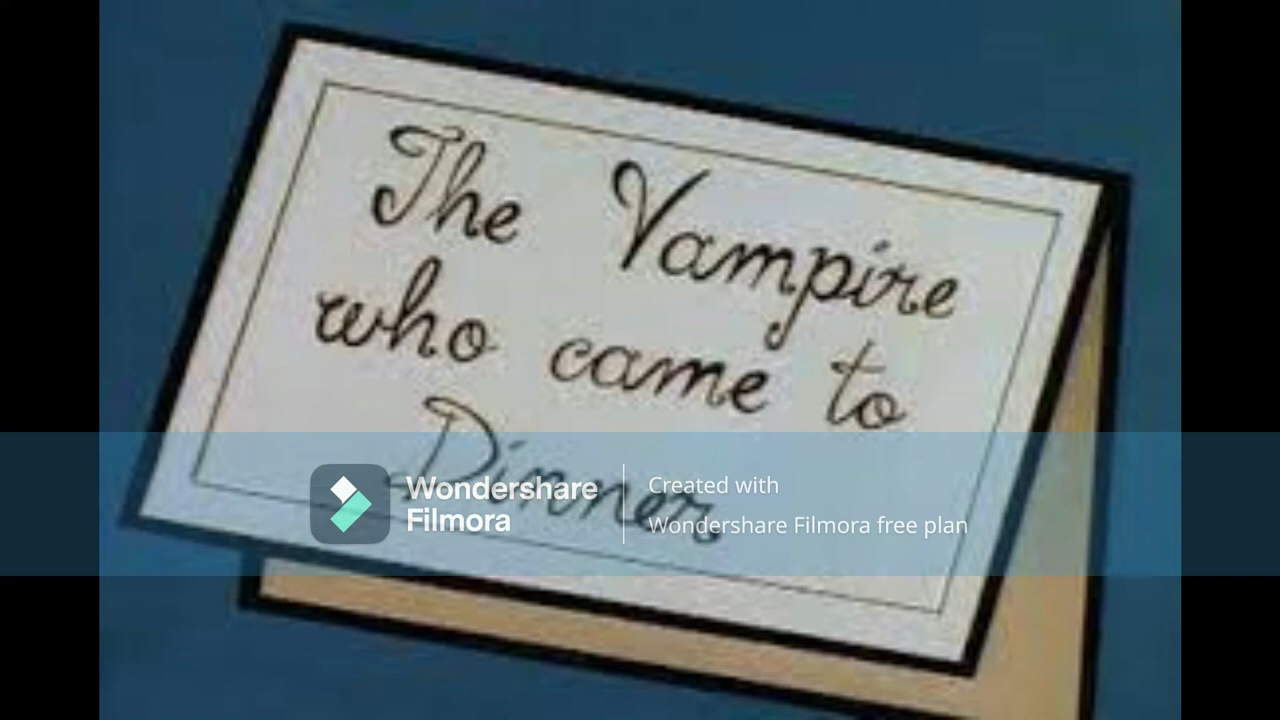 The Vampire
who came to
Dinner
Wondershare
Filmora
Created with
Wondershare Filmora free plan